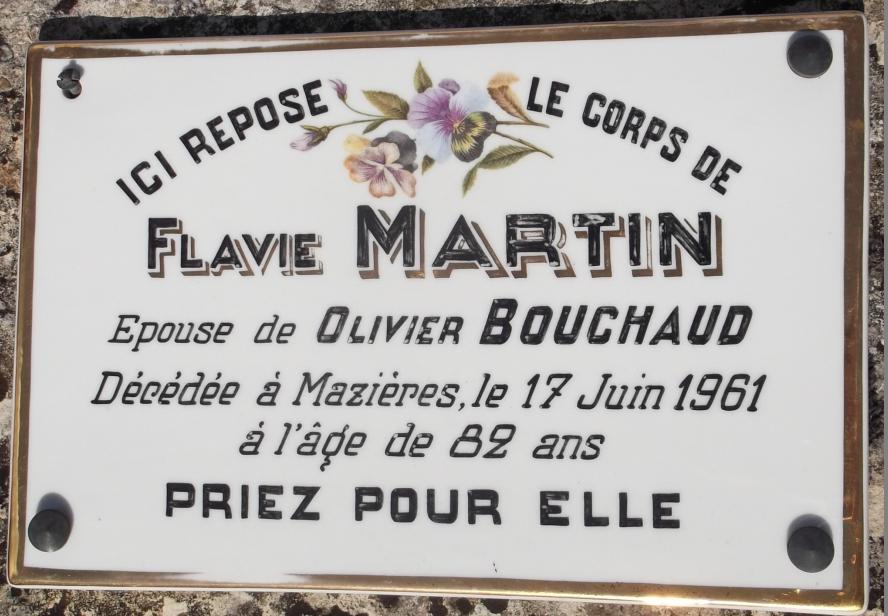 ICI REPOSE LE CORPS DE
FLAVIE MARTIN
Epouse de OLIVIER BOUCHAUD
Décédée à Mazières, le 17 Juin 1961
à l'âge de 82 ans
PRIEZ POUR ELLE